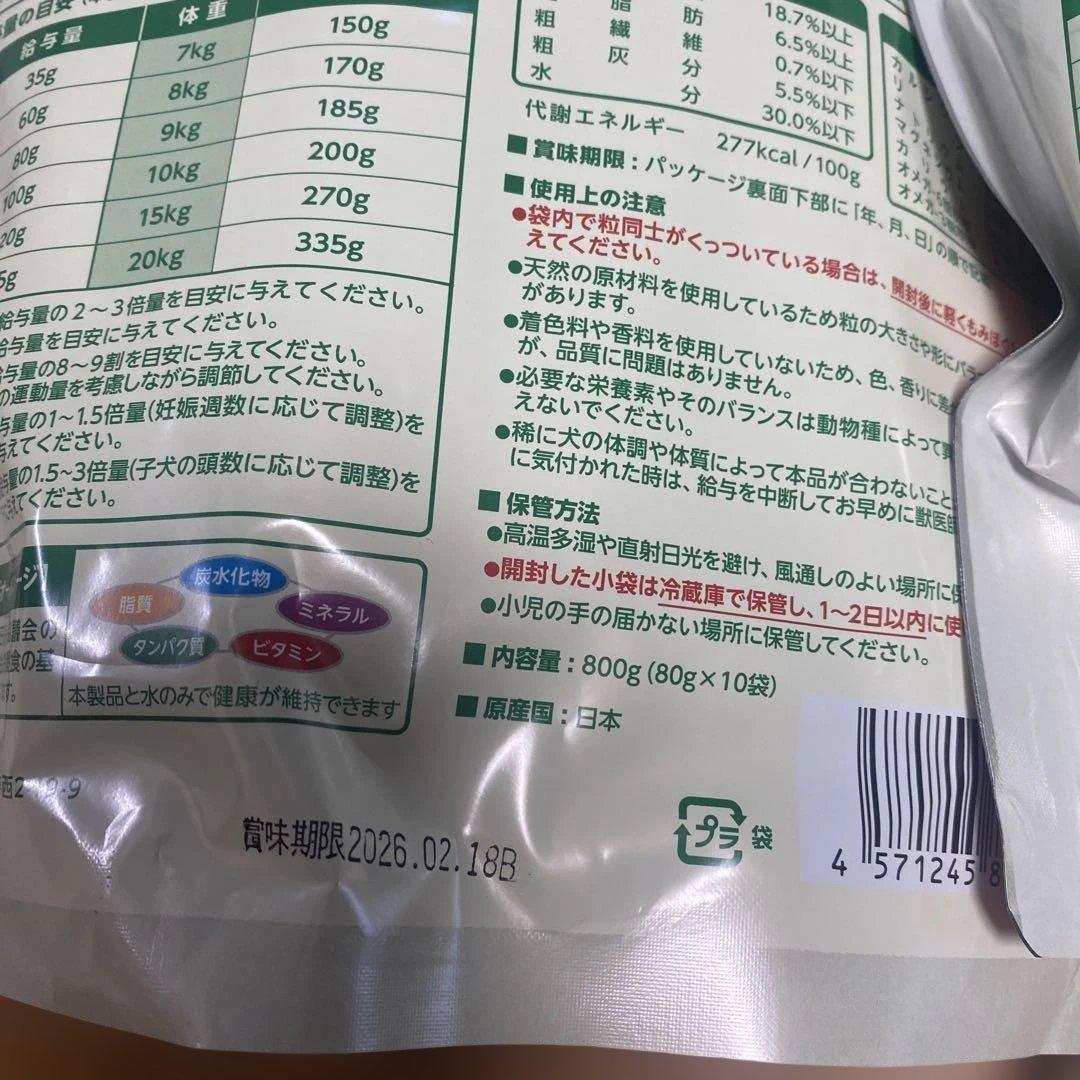 量の目安
給与量
体重
150g
35g
7kg
170g
60g
8kg
185g
80g
9kg
200g
100g
10kg
270g
20g
15kg
335g
5g
20kg
給与量の2～3倍量を目安に与えてください。
給与量を目安に与えてください。
与量の8～9割を目安に与えてください。
の運動量を考慮しながら調節してください。
与量の1～1.5倍量(妊娠週数に応じて調整)を
与えてください。
与量の1.5～3倍量(子犬の頭数に応じて調整)を
与えてください。
炭水化物
脂質
ミネラル
タンパク質
ビタミン
本製品と水のみで健康が維持できます
議会の
食の基
す。
脂肪
18.7%以上
粗繊維
6.5%以上
粗灰分
0.7%以下
水分
5.5%以下
30.0%以下
代謝エネルギー 277kcal/100g
■賞味期限:パッケージ裏面下部に「年、月、日」の順で
■使用上の注意
●袋内で粒同士がくっついている場合は、開封後に軽くもみほぐ
えてください。
●天然の原材料を使用しているため粒の大きさや形にバラ
があります。
●着色料や香料を使用していないため、色、香りに差
が、品質に問題はありません。
●必要な栄養素やそのバランスは動物種によって異
えないでください。
●稀に犬の体調や体質によって本品が合わないこと
に気付かれた時は、給与を中断してお早めに獣医師
■保管方法
●高温多湿や直射日光を避け、風通しのよい場所に保
●開封した小袋は冷蔵庫で保管し、1～2日以内に使
●小児の手の届かない場所に保管してください。
■内容量:800g(80g×10袋)
■原産国:日本
賞味期限2026.02.18B
プラ 袋
4 571245 8